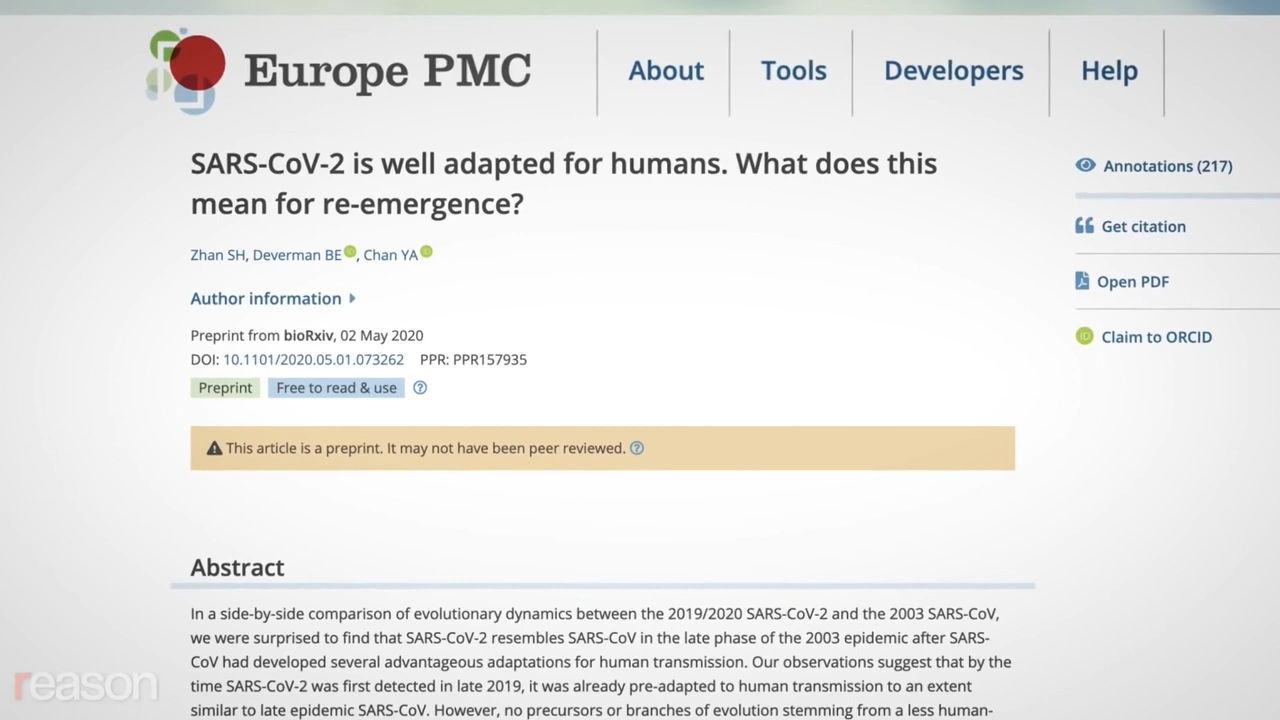 Europe PMC
About
Tools
Developers
Help
SARS-CoV-2 is well adapted for humans. What does this
mean for re-emergence?
Annotations (217)
Get citation
Open PDF
Claim to ORCID
Zhan SH, Deverman BE iD, Chan YA iD
Author information
Preprint from bioRxiv, 02 May 2020
DOI: 10.1101/2020.05.01.073262 PPR: PPR157935
Preprint Free to read & use ?
This article is a preprint. It may not have been peer reviewed. ?
Abstract
In a side-by-side comparison of evolutionary dynamics between the 2019/2020 SARS-CoV-2 and the 2003 SARS-CoV,
we were surprised to find that SARS-CoV-2 resembles SARS-CoV in the late phase of the 2003 epidemic after SARS-
CoV had developed several advantageous adaptations for human transmission. Our observations suggest that by the
time SARS-CoV-2 was first detected in late 2019, it was already pre-adapted to human transmission to an extent
similar to late epidemic SARS-CoV. However, no precursors or branches of evolution stemming from a less human-
reason